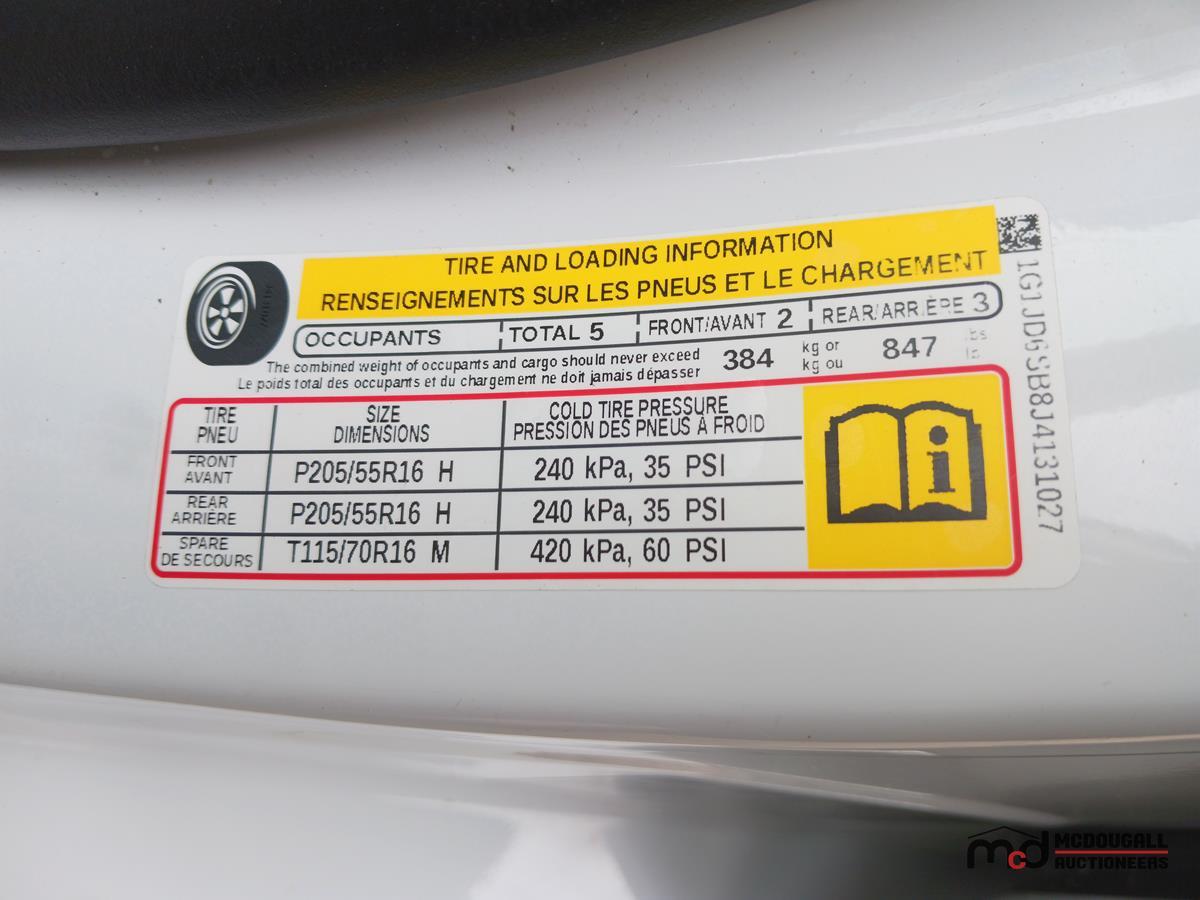 TIRE AND LOADING INFORMATION
RENSEIGNEMENTS SUR LES PNEUS ET LE CHARGEMENT
OCCUPANTS TOTAL 5 FRONT/AVANT 2 REAR/ARRIÈRE 3
The combined weight of occupants and cargo should never exceed 384 kg or 847 lbs
Le poids total des occupants et du chargement ne doit jamais dépasser kg ou lb
TIRE SIZE COLD TIRE PRESSURE
PNEU DIMENSIONS PRESSION DES PNEUS À FROID
FRONT
AVANT P205/55R16 H 240 kPa, 35 PSI
REAR
ARRIÈRE P205/55R16 H 240 kPa, 35 PSI
SPARE
DE SECOURS T115/70R16 M 420 kPa, 60 PSI
1G1JD6SB8J4131027
mcd MCDOUGALL
AUCTIONEERS